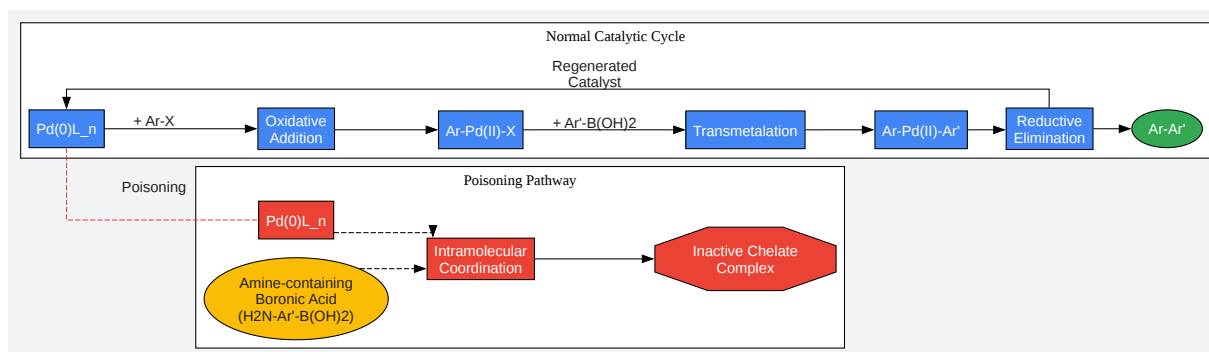 Normal Catalytic Cycle
Regenerated
Catalyst
Pd(0)L_n
+ Ar-X
Oxidative
Addition
Ar-Pd(II)-X
+ Ar'-B(OH)2
Transmetalation
Ar-Pd(II)-Ar'
Reductive
Elimination
Ar-Ar'
Poisoning
Poisoning Pathway
Pd(0)L_n
Intramolecular
Coordination
Inactive Chelate
Complex
Amine-containing
Boronic Acid
(H2N-Ar'-B(OH)2)